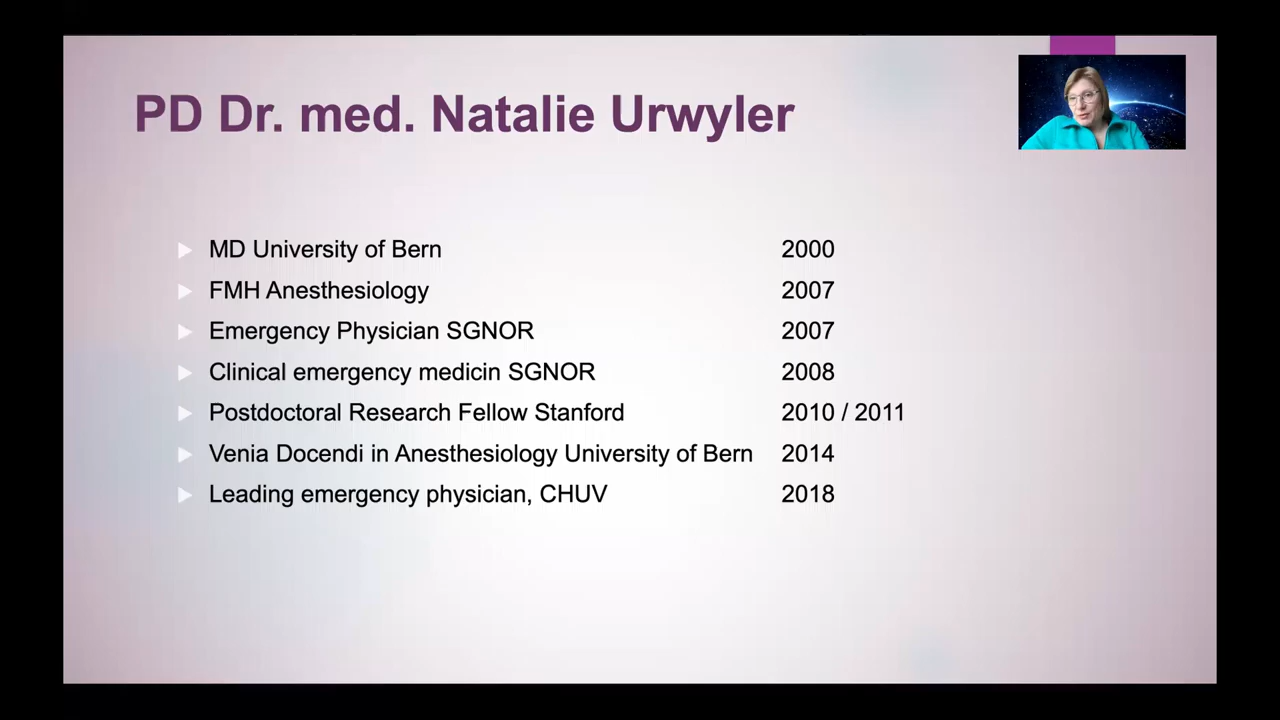 PD Dr. med. Natalie Urwyler
MD University of Bern 2000
FMH Anesthesiology 2007
Emergency Physician SGNOR 2007
Clinical emergency medicin SGNOR 2008
Postdoctoral Research Fellow Stanford 2010 / 2011
Venia Docendi in Anesthesiology University of Bern 2014
Leading emergency physician, CHUV 2018